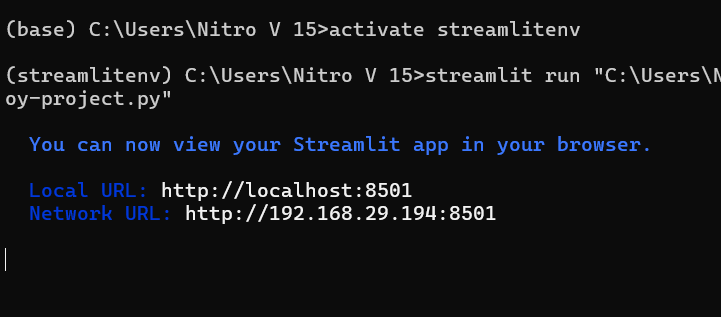 (base) C:\Users\Nitro V 15>activate streamlitenv
(streamlitenv) C:\Users\Nitro V 15>streamlit run "C:\Users\N
oy-project.py"
You can now view your Streamlit app in your browser.
Local URL: http://localhost:8501
Network URL: http://192.168.29.194:8501